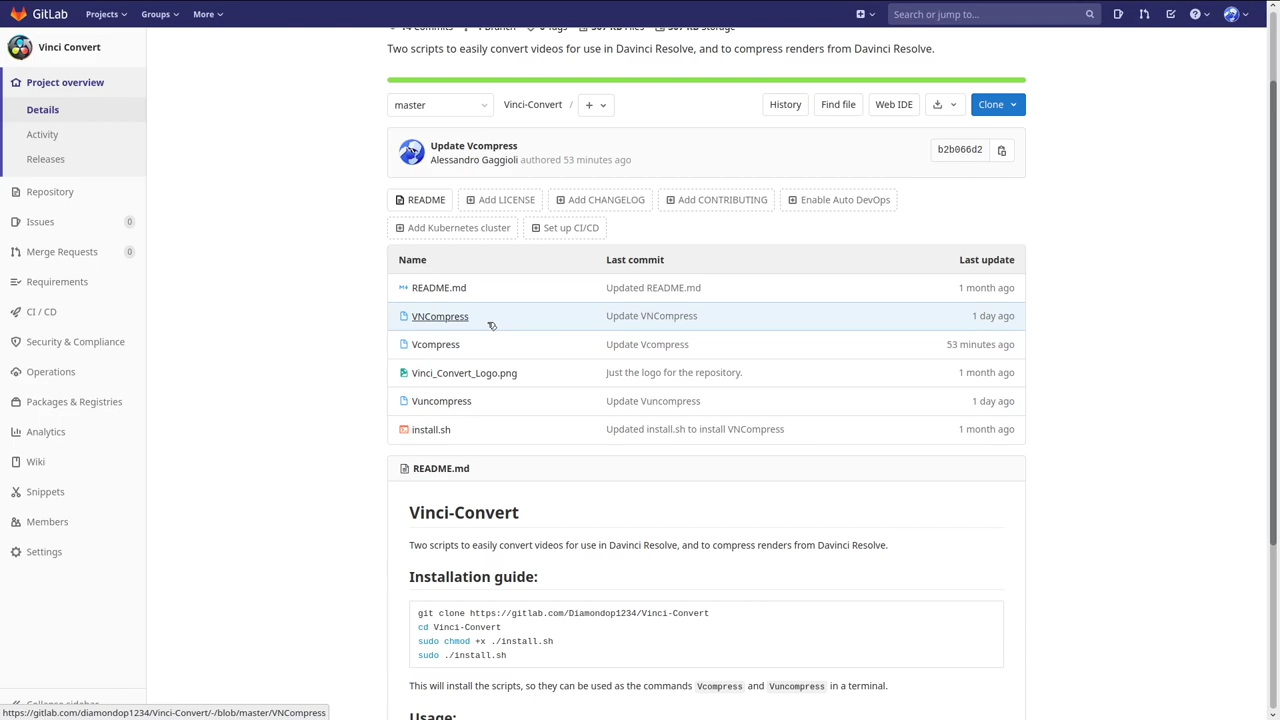 GitLab Projects Groups More Search or jump to...
Vinci Convert
Project overview
Details
Activity
Releases
Repository
Issues 0
Merge Requests 0
Requirements
CI / CD
Security & Compliance
Operations
Packages & Registries
Analytics
Wiki
Snippets
Members
Settings
Collapse sidebar
https://gitlab.com/diamondop1234/Vinci-Convert/-/blob/master/VNCompress
Two scripts to easily convert videos for use in Davinci Resolve, and to compress renders from Davinci Resolve.
master Vinci-Convert / + History Find file Web IDE Clone
Update Vcompress
Alessandro Gaggioli authored 53 minutes ago
b2b066d2
README Add LICENSE Add CHANGELOG Add CONTRIBUTING Enable Auto DevOps
Add Kubernetes cluster Set up CI/CD
Name Last commit Last update
README.md Updated README.md 1 month ago
VNCompress Update VNCompress 1 day ago
Vcompress Update Vcompress 53 minutes ago
Vinci_Convert_Logo.png Just the logo for the repository. 1 month ago
Vuncompress Update Vuncompress 1 day ago
install.sh Updated install.sh to install VNCompress 1 month ago
README.md
Vinci-Convert
Two scripts to easily convert videos for use in Davinci Resolve, and to compress renders from Davinci Resolve.
Installation guide:
git clone https://gitlab.com/Diamondop1234/Vinci-Convert
cd Vinci-Convert
sudo chmod +x ./install.sh
sudo ./install.sh
This will install the scripts, so they can be used as the commands Vcompress and Vuncompress in a terminal.
Usage: